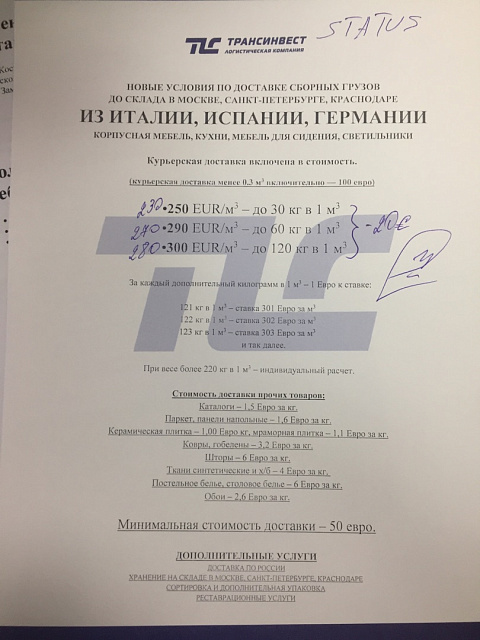 STATUS
TLC ТРАНСИНВЕСТ
ЛОГИСТИЧЕСКАЯ КОМПАНИЯ
НОВЫЕ УСЛОВИЯ ПО ДОСТАВКЕ СБОРНЫХ ГРУЗОВ
ДО СКЛАДА В МОСКВЕ, САНКТ-ПЕТЕРБУРГЕ, КРАСНОДАРЕ
ИЗ ИТАЛИИ, ИСПАНИИ, ГЕРМАНИИ
КОРПУСНАЯ МЕБЕЛЬ, КУХНИ, МЕБЕЛЬ ДЛЯ СИДЕНИЯ, СВЕТИЛЬНИКИ
Курьерская доставка включена в стоимость.
(курьерская доставка менее 0,3 м³ включительно — 100 евро)
230 •250 EUR/м³ – до 30 кг в 1 м³
270 •290 EUR/м³ – до 60 кг в 1 м³ -20€
280 •300 EUR/м³ – до 120 кг в 1 м³
TLC
За каждый дополнительный килограмм в 1 м³ – 1 Евро к ставке:
121 кг в 1 м³ – ставка 301 Евро за м³
122 кг в 1 м³ – ставка 302 Евро за м³
123 кг в 1 м³ – ставка 303 Евро за м³
и так далее.
При весе более 220 кг в 1 м³ – индивидуальный расчет.
Стоимость доставки прочих товаров:
Каталоги – 1,5 Евро за кг.
Паркет, панели напольные – 1,6 Евро за кг.
Керамическая плитка – 1,00 Евро кг, мраморная плитка – 1,1 Евро за кг.
Ковры, гобелены – 3,2 Евро за кг.
Шторы – 6 Евро за кг.
Ткани синтетические и х/б – 4 Евро за кг.
Постельное белье, столовое белье – 6 Евро за кг.
Обои – 2,6 Евро за кг.
Минимальная стоимость доставки – 50 евро.
ДОПОЛНИТЕЛЬНЫЕ УСЛУГИ
ДОСТАВКА ПО РОССИИ
ХРАНЕНИЕ НА СКЛАДЕ В МОСКВЕ, САНКТ-ПЕТЕРБУРГЕ, КРАСНОДАРЕ
СОРТИРОВКА И ДОПОЛНИТЕЛЬНАЯ УПАКОВКА
РЕСТАВРАЦИОННЫЕ УСЛУГИ